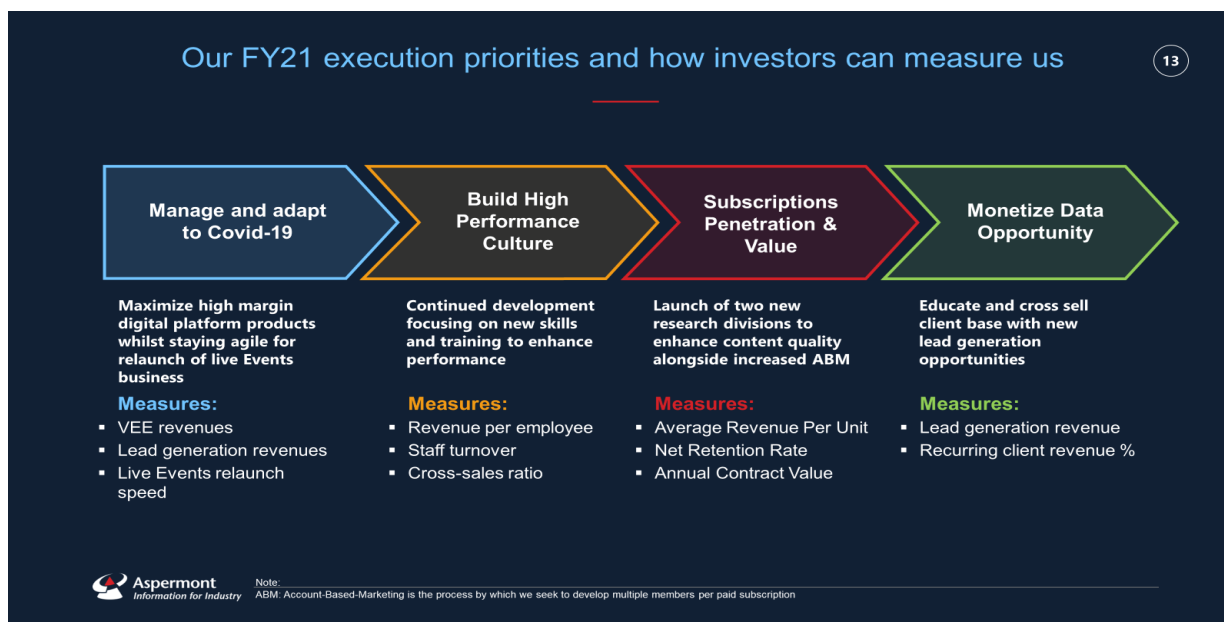 Our FY21 execution priorities and how investors can measure us
13
Manage and adapt
to Covid-19
Build High
Performance
Culture
Subscriptions
Penetration &
Value
Monetize Data
Opportunity
Maximize high margin
digital platform products
whilst staying agile for
relaunch of live Events
business
Measures:
▪ VEE revenues
▪ Lead generation revenues
▪ Live Events relaunch
speed
Continued development
focusing on new skills
and training to enhance
performance
Measures:
▪ Revenue per employee
▪ Staff turnover
▪ Cross-sales ratio
Launch of two new
research divisions to
enhance content quality
alongside increased ABM
Measures:
▪ Average Revenue Per Unit
▪ Net Retention Rate
▪ Annual Contract Value
Educate and cross sell
client base with new
lead generation
opportunities
Measures:
▪ Lead generation revenue
▪ Recurring client revenue %
Aspermont
Information for Industry
Note:
ABM: Account-Based-Marketing is the process by which we seek to develop multiple members per paid subscription